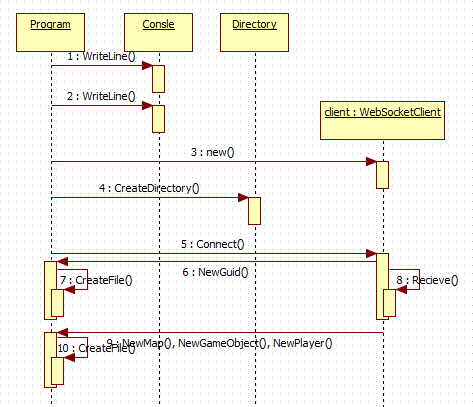 Program
Consle
Directory
1 : WriteLine()
2 : WriteLine()
client : WebSocketClient
3 : new()
4 : CreateDirectory()
5 : Connect()
6 : NewGuid()
7 : CreateFile()
8 : Recieve()
9 : NewMap(), NewGameObject(), NewPlayer()
10 : CreateFile()